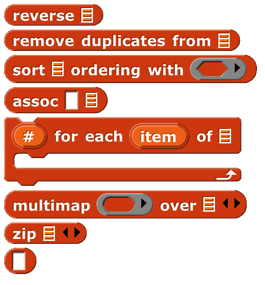 reverse
remove duplicates from
sort ordering with
assoc
# for each item of
multimap over
zip